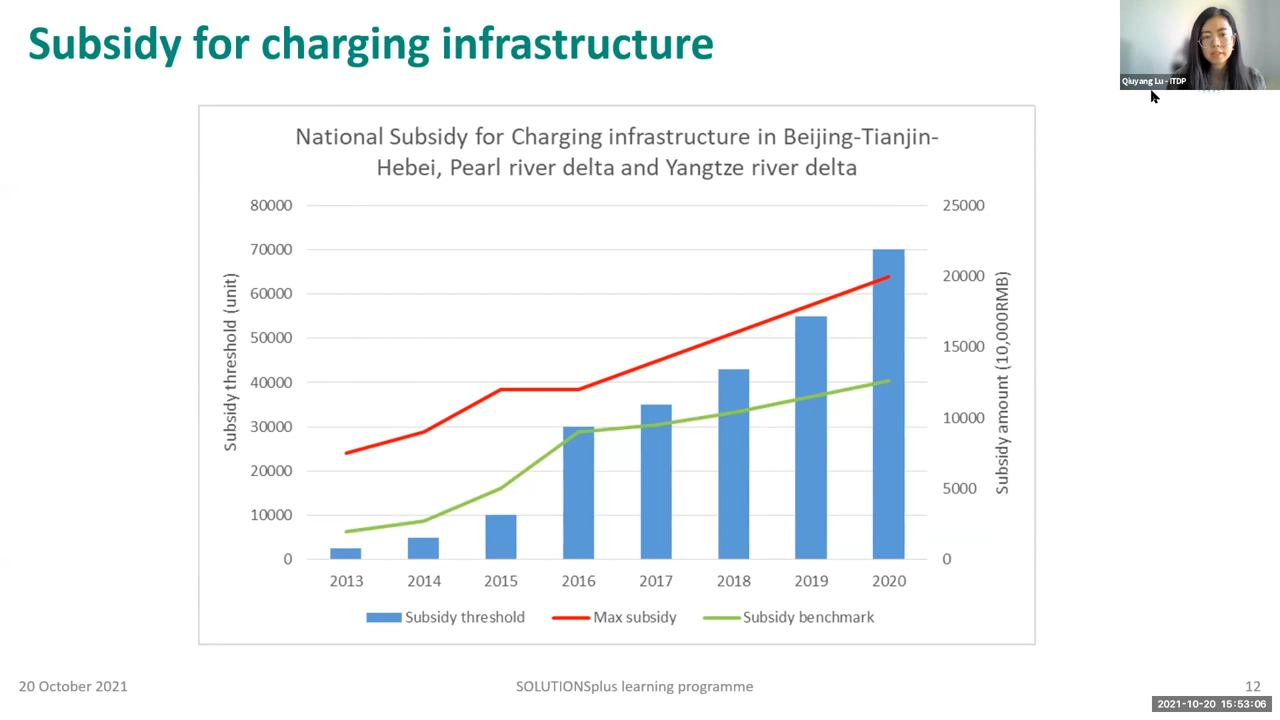 Subsidy for charging infrastructure
Qiuyang Lu - ITDP
National Subsidy for Charging infrastructure in Beijing-Tianjin-
Hebei, Pearl river delta and Yangtze river delta
80000
70000
60000
50000
40000
30000
20000
10000
0
Subsidy threshold (unit)
25000
20000
15000
10000
5000
0
Subsidy amount (10,000RMB)
2013 2014 2015 2016 2017 2018 2019 2020
Subsidy threshold Max subsidy Subsidy benchmark
20 October 2021 SOLUTIONSplus learning programme 12
2021-10-20 15:53:06